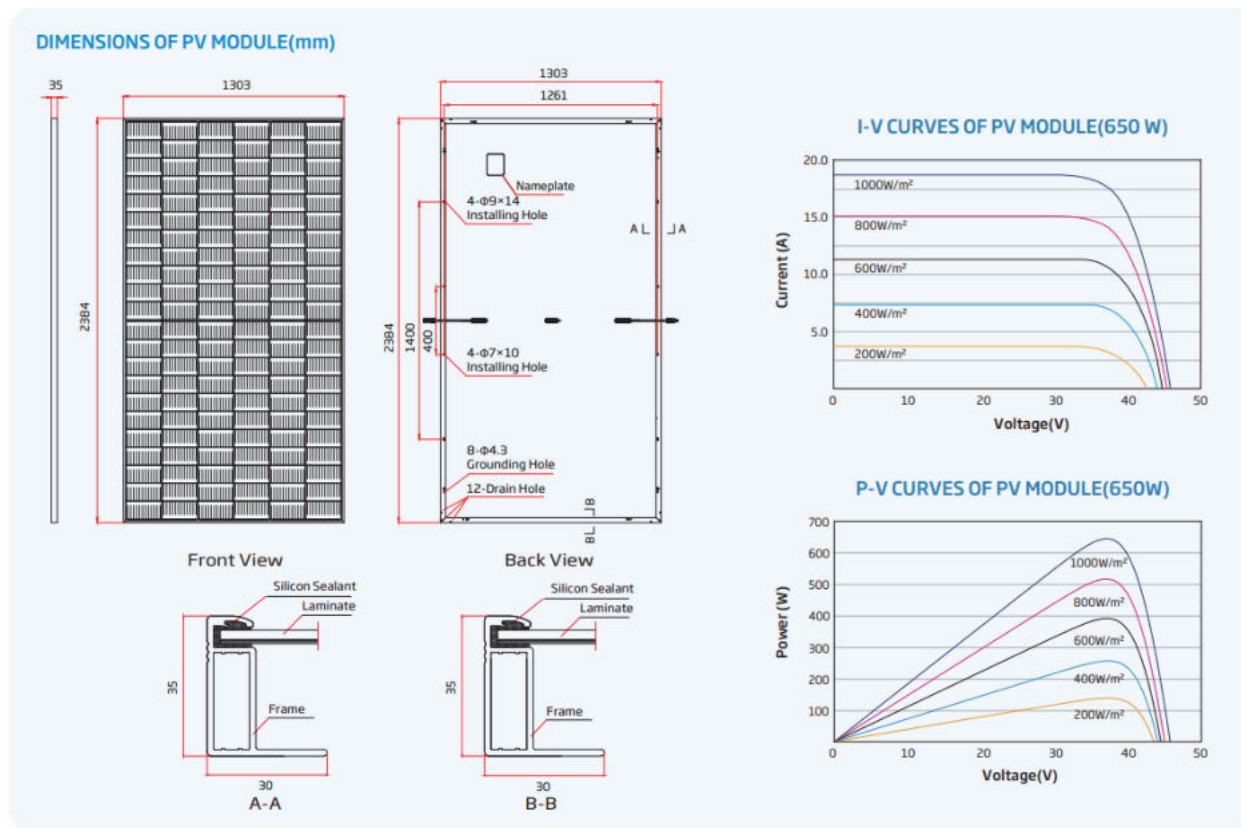 DIMENSIONS OF PV MODULE(mm)
35
1303
2384
Front View
1303
1261
Nameplate
4-Φ9×14
Installing Hole
A
A
2384
1400
400
4-Φ7×10
Installing Hole
8-Φ4.3
Grounding Hole
12-Drain Hole
B
B
Back View
Silicon Sealant
Laminate
35
Frame
30
A-A
Silicon Sealant
Laminate
35
Frame
30
B-B
I-V CURVES OF PV MODULE(650 W)
20.0
15.0
10.0
5.0
Current (A)
1000W/m²
800W/m²
600W/m²
400W/m²
200W/m²
0
10
20
30
40
50
Voltage(V)
P-V CURVES OF PV MODULE(650W)
700
600
500
400
300
200
100
Power (W)
1000W/m²
800W/m²
600W/m²
400W/m²
200W/m²
0
10
20
30
40
50
Voltage(V)